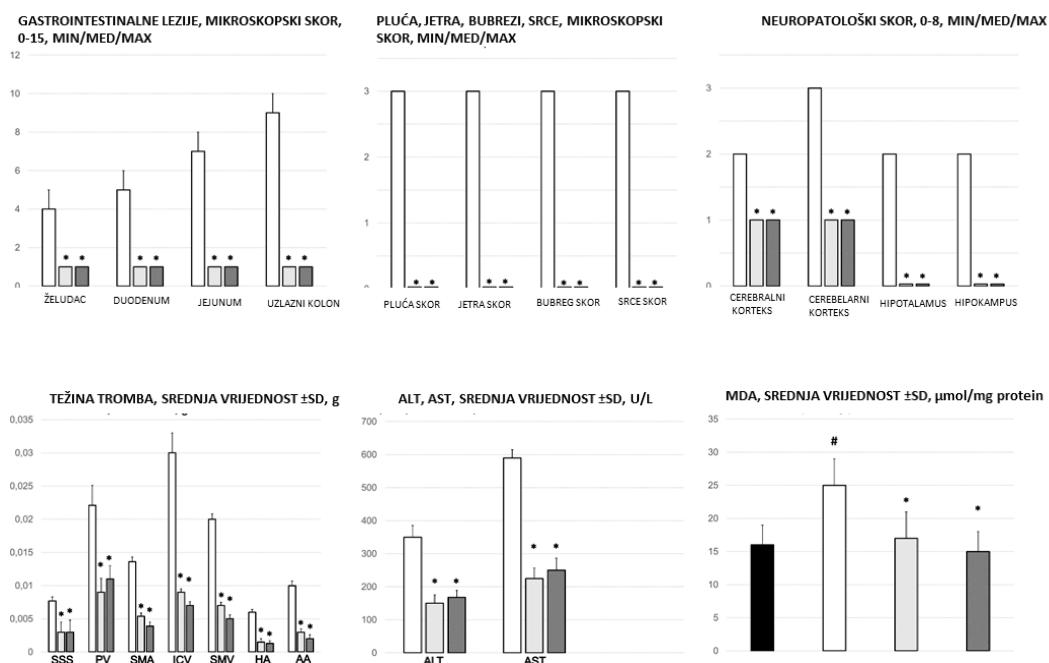 GASTROINTESTINALNE LEZIJE, MIKROSKOPSKI SKOR,
0-15, MIN/MED/MAX
12
10
8
6
4
2
0
* * * * * * * *
ŽELUDAC DUODENUM JEJUNUM UZLAZNI KOLON
PLUĆA, JETRA, BUBREZI, SRCE, MIKROSKOPSKI
SKOR, MIN/MED/MAX
3
2
1
0
* * * * * * * *
PLUĆA SKOR JETRA SKOR BUBREG SKOR SRCE SKOR
NEUROPATOLOŠKI SKOR, 0-8, MIN/MED/MAX
3
2
1
0
* * * * * * * *
CEREBRALNI CEREBELARNI HIPOTALAMUS HIPOKAMPUS
KORTEKS KORTEKS
TEŽINA TROMBA, SREDNJA VRIJEDNOST ±SD, g
0,035
0,03
0,025
0,02
0,015
0,01
0,005
0
* * * * * * * * * * * * * *
SSS PV SMA ICV SMV HA AA
ALT, AST, SREDNJA VRIJEDNOST ±SD, U/L
700
600
500
400
300
200
100
0
* * * *
ALT AST
MDA, SREDNJA VRIJEDNOST ±SD, µmol/mg protein
35
30
25
20
15
10
5
0
# * *